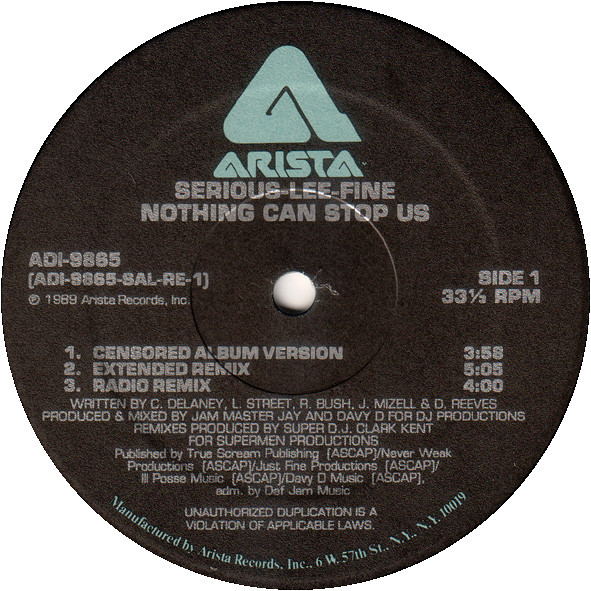 ARISTA
SERIOUS-LEE-FINE
NOTHING CAN STOP US
ADI-9865
(ADI-9865-SAL-RE-1)
℗ 1989 Arista Records, Inc.
SIDE 1
33⅓ RPM
1. CENSORED ALBUM VERSION 3:58
2. EXTENDED REMIX 5:05
3. RADIO REMIX 4:00
WRITTEN BY C. DELANEY, L. STREET, R. BUSH, J. MIZELL & D. REEVES
PRODUCED & MIXED BY JAM MASTER JAY AND DAVY D FOR DJ PRODUCTIONS
REMIXES PRODUCED BY SUPER D.J. CLARK KENT
FOR SUPERMEN PRODUCTIONS
Published by True Scream Publishing (ASCAP)/Never Weak
Productions (ASCAP)/Just Fine Productions (ASCAP)/
Ill Posse Music (ASCAP)/Davy D Music (ASCAP),
adm. by Def Jam Music
UNAUTHORIZED DUPLICATION IS A
VIOLATION OF APPLICABLE LAWS.
Manufactured by Arista Records, Inc., 6 W. 57th St., N.Y., N.Y. 10019